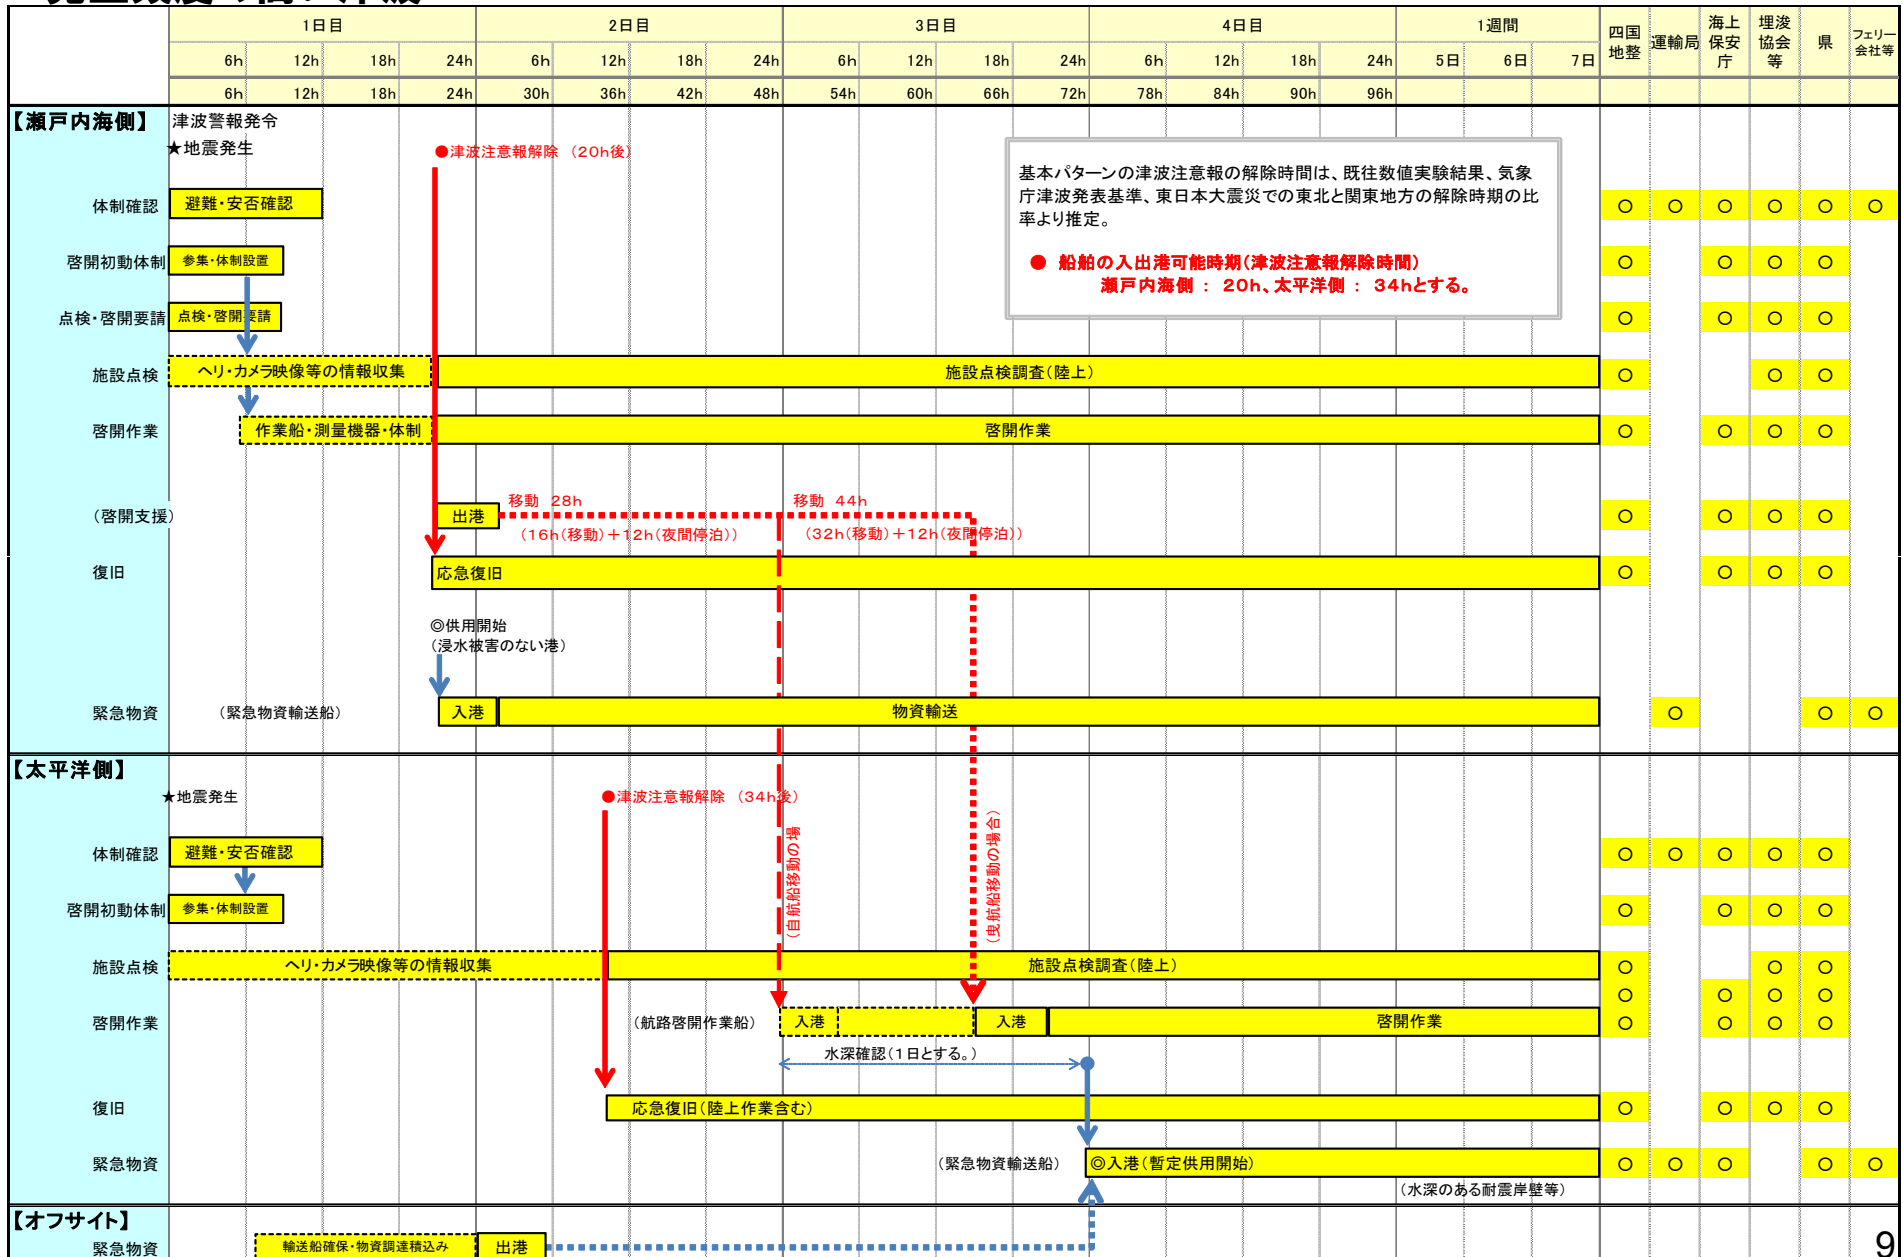 1日目 2日目 3日目 4日目 1週間 四国地整 運輸局 海上保安庁 埋浚協会等 県 フェリー会社等
6h 12h 18h 24h 6h 12h 18h 24h 6h 12h 18h 24h 6h 12h 18h 24h 5日 6日 7日
6h 12h 18h 24h 30h 36h 42h 48h 54h 60h 66h 72h 78h 84h 90h 96h
【瀬戸内海側】 津波警報発令
★地震発生
●津波注意報解除 (20h後)
基本パターンの津波注意報の解除時間は、既往数値実験結果、気象
庁津波発表基準、東日本大震災での東北と関東地方の解除時期の比
率より推定。
● 船舶の入出港可能時期(津波注意報解除時間)
瀬戸内海側 : 20h、太平洋側 : 34hとする。
体制確認 避難・安否確認 ○ ○ ○ ○ ○ ○
啓開初動体制 参集・体制設置 ○ ○ ○ ○
点検・啓開要請 点検・啓開要請 ○ ○ ○ ○
施設点検 ヘリ・カメラ映像等の情報収集 施設点検調査(陸上) ○ ○ ○
啓開作業 作業船・測量機器・体制 啓開作業 ○ ○ ○ ○
(啓開支援) 出港 移動 28h 移動 44h ○ ○ ○ ○
(16h(移動)+12h(夜間停泊)) (32h(移動)+12h(夜間停泊))
復旧 応急復旧 ○ ○ ○ ○
◎供用開始
(浸水被害のない港)
緊急物資 (緊急物資輸送船) 入港 物資輸送 ○ ○ ○
【太平洋側】
★地震発生
●津波注意報解除 (34h後)
(自航船移動の場
(曳航船移動の場合)
体制確認 避難・安否確認 ○ ○ ○ ○ ○
啓開初動体制 参集・体制設置 ○ ○ ○ ○
施設点検 ヘリ・カメラ映像等の情報収集 施設点検調査(陸上) ○ ○ ○
○ ○ ○ ○
啓開作業 (航路啓開作業船) 入港 入港 啓開作業 ○ ○ ○ ○
水深確認(1日とする。)
復旧 応急復旧(陸上作業含む) ○ ○ ○ ○
緊急物資 (緊急物資輸送船) ◎入港(暫定供用開始) ○ ○ ○ ○ ○
(水深のある耐震岸壁等)
【オフサイト】
緊急物資 輸送船確保・物資調達積込み 出港
9